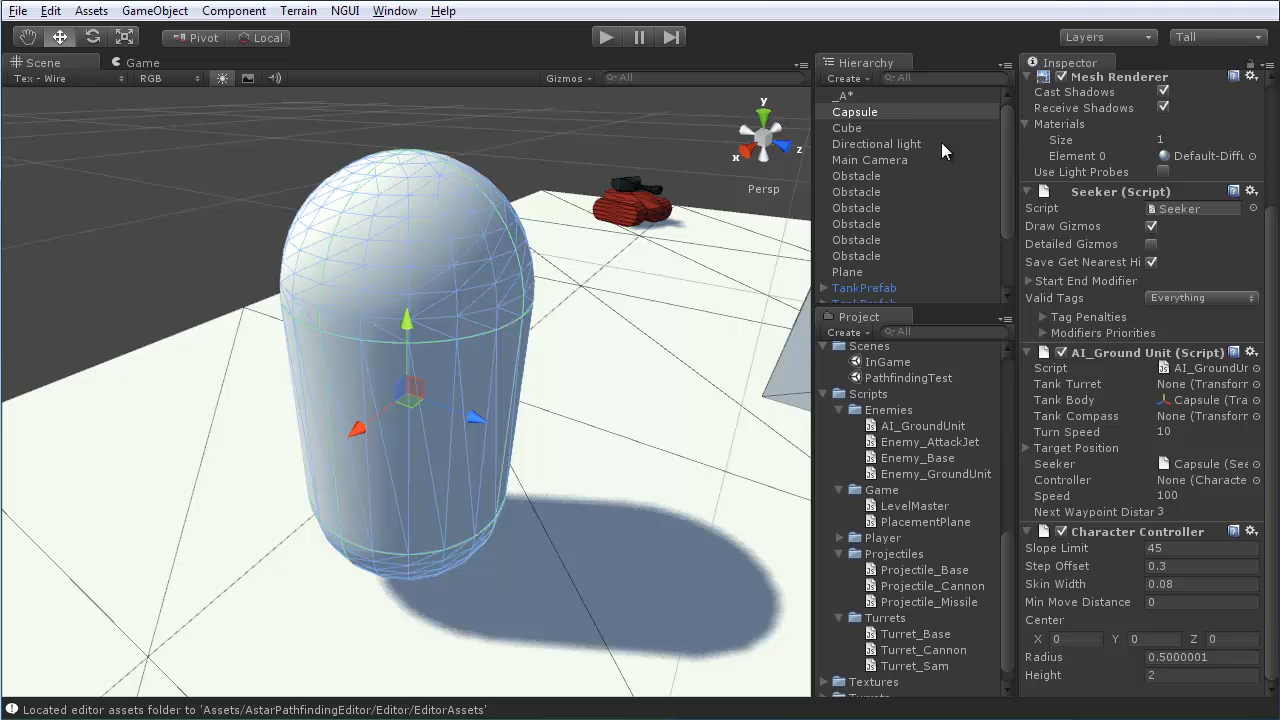 File Edit Assets GameObject Component Terrain NGUI Window Help
Pivot Local Layers Tall
Scene Game
Tex - Wire RGB Gizmos All
y
x
z
Persp
Hierarchy
Create All
_A*
Capsule
Cube
Directional light
Main Camera
Obstacle
Obstacle
Obstacle
Obstacle
Obstacle
Obstacle
Plane
TankPrefab
TankPrefab
Project
Create All
Scenes
InGame
PathfindingTest
Scripts
Enemies
AI_GroundUnit
Enemy_AttackJet
Enemy_Base
Enemy_GroundUnit
Game
LevelMaster
PlacementPlane
Player
Projectiles
Projectile_Base
Projectile_Cannon
Projectile_Missile
Turrets
Turret_Base
Turret_Cannon
Turret_Sam
Textures
Inspector
Mesh Renderer
Cast Shadows
Receive Shadows
Materials
Size 1
Element 0 Default-Diffu
Use Light Probes
Seeker (Script)
Script Seeker
Draw Gizmos
Detailed Gizmos
Save Get Nearest Hi
Start End Modifier
Valid Tags Everything
Tag Penalties
Modifiers Priorities
AI_Ground Unit (Script)
Script AI_GroundUr
Tank Turret None (Transforr
Tank Body Capsule (Tra
Tank Compass None (Transforr
Turn Speed 10
Target Position
Seeker Capsule (See
Controller None (Characte
Speed 100
Next Waypoint Distar 3
Character Controller
Slope Limit 45
Step Offset 0.3
Skin Width 0.08
Min Move Distance 0
Center
X 0 Y 0 Z 0
Radius 0.5000001
Height 2
Located editor assets folder to 'Assets/AstarPathfindingEditor/Editor/EditorAssets'